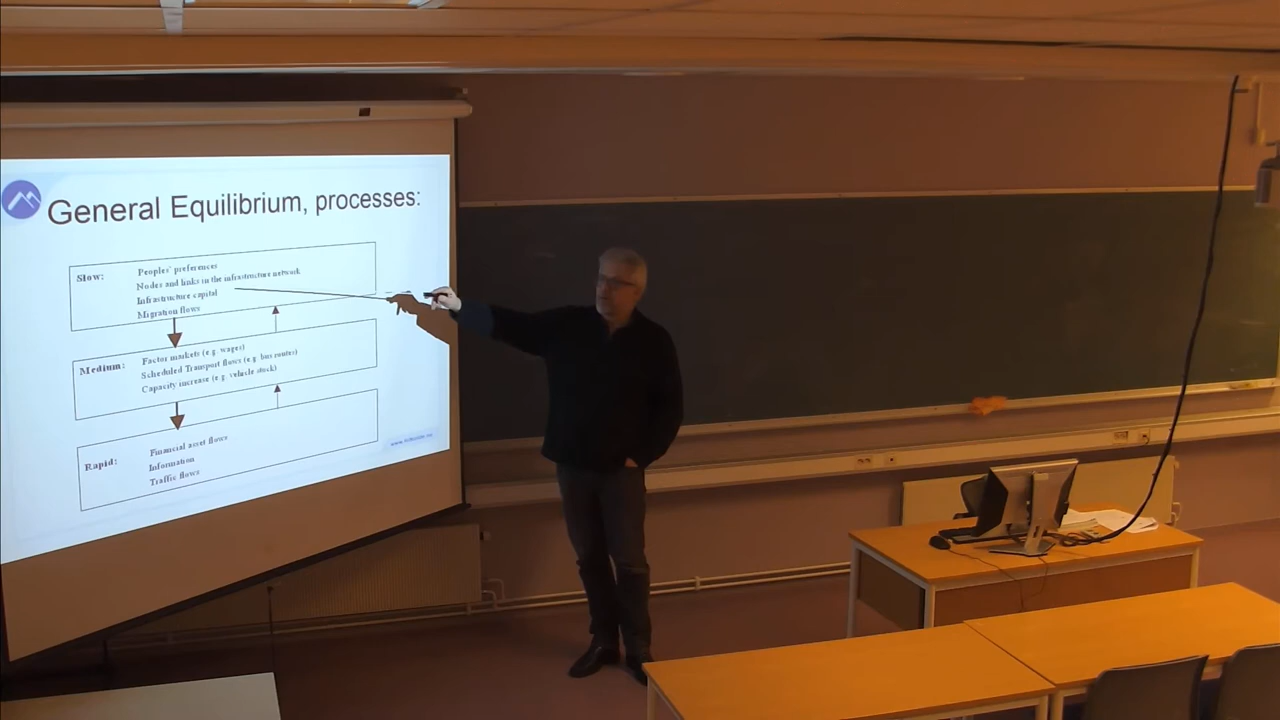 General Equilibrium, processes:
Slow: Peoples' preferences
Nodes and links in the infrastructure network
Infrastructure capital
Migration flows
Medium: Factor markets (e.g. wages)
Scheduled Transport flows (e.g. bus routes)
Capacity increase (e.g. vehicle stock)
Rapid: Financial asset flows
Information
Traffic flows